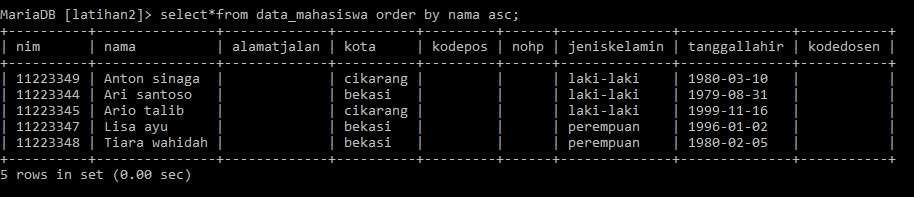 MariaDB [latihan2]> select*from data_mahasiswa order by nama asc;
+----------+---------------+--------------+----------+---------+------+--------------+--------------+-----------+
| nim      | nama          | alamatjalan  | kota     | kodepos | nohp | jeniskelamin | tanggallahir | kodedosen |
+----------+---------------+--------------+----------+---------+------+--------------+--------------+-----------+
| 11223349 | Anton sinaga  |              | cikarang |         |      | laki-laki    | 1980-03-10   |           |
| 11223344 | Ari santoso   |              | bekasi   |         |      | laki-laki    | 1979-08-31   |           |
| 11223345 | Ario talib    |              | cikarang |         |      | laki-laki    | 1999-11-16   |           |
| 11223347 | Lisa ayu      |              | bekasi   |         |      | perempuan    | 1996-01-02   |           |
| 11223348 | Tiara wahidah |              | bekasi   |         |      | perempuan    | 1980-02-05   |           |
+----------+---------------+--------------+----------+---------+------+--------------+--------------+-----------+
5 rows in set (0.00 sec)